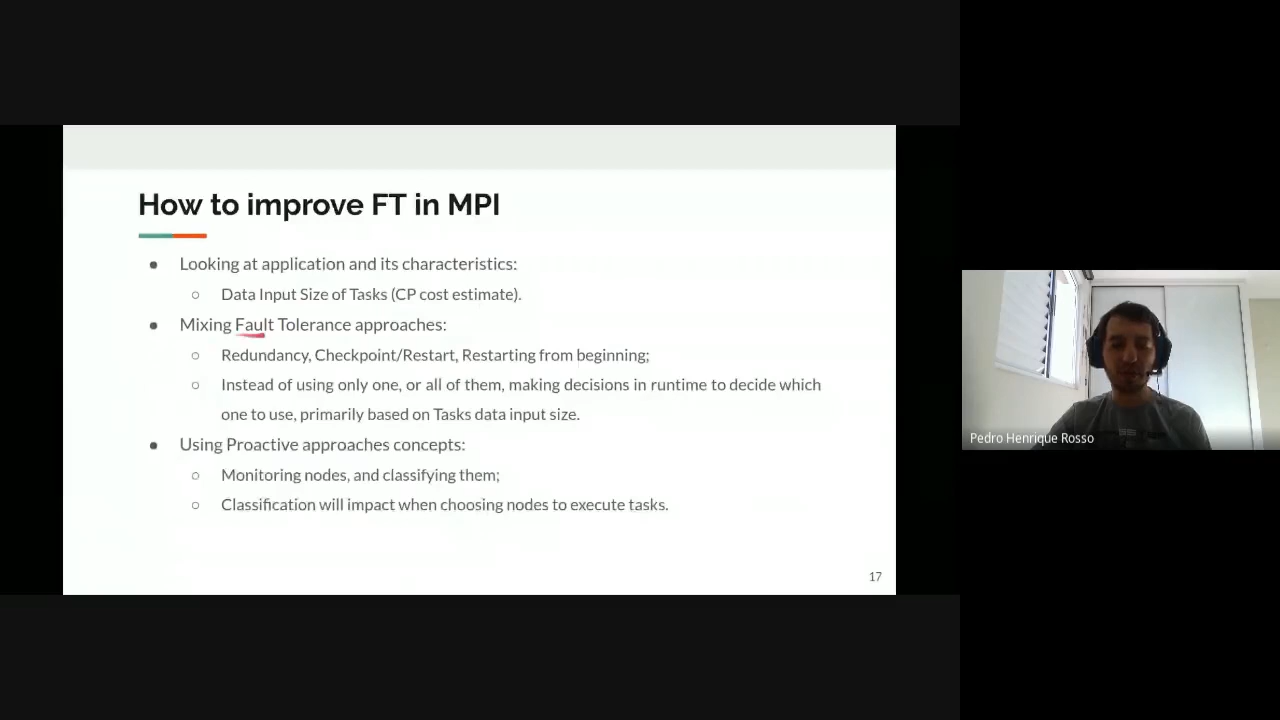 How to improve FT in MPI
● Looking at application and its characteristics:
○ Data Input Size of Tasks (CP cost estimate).
● Mixing Fault Tolerance approaches:
○ Redundancy, Checkpoint/Restart, Restarting from beginning;
○ Instead of using only one, or all of them, making decisions in runtime to decide which
one to use, primarily based on Tasks data input size.
● Using Proactive approaches concepts:
○ Monitoring nodes, and classifying them;
○ Classification will impact when choosing nodes to execute tasks.
17
Pedro Henrique Rosso